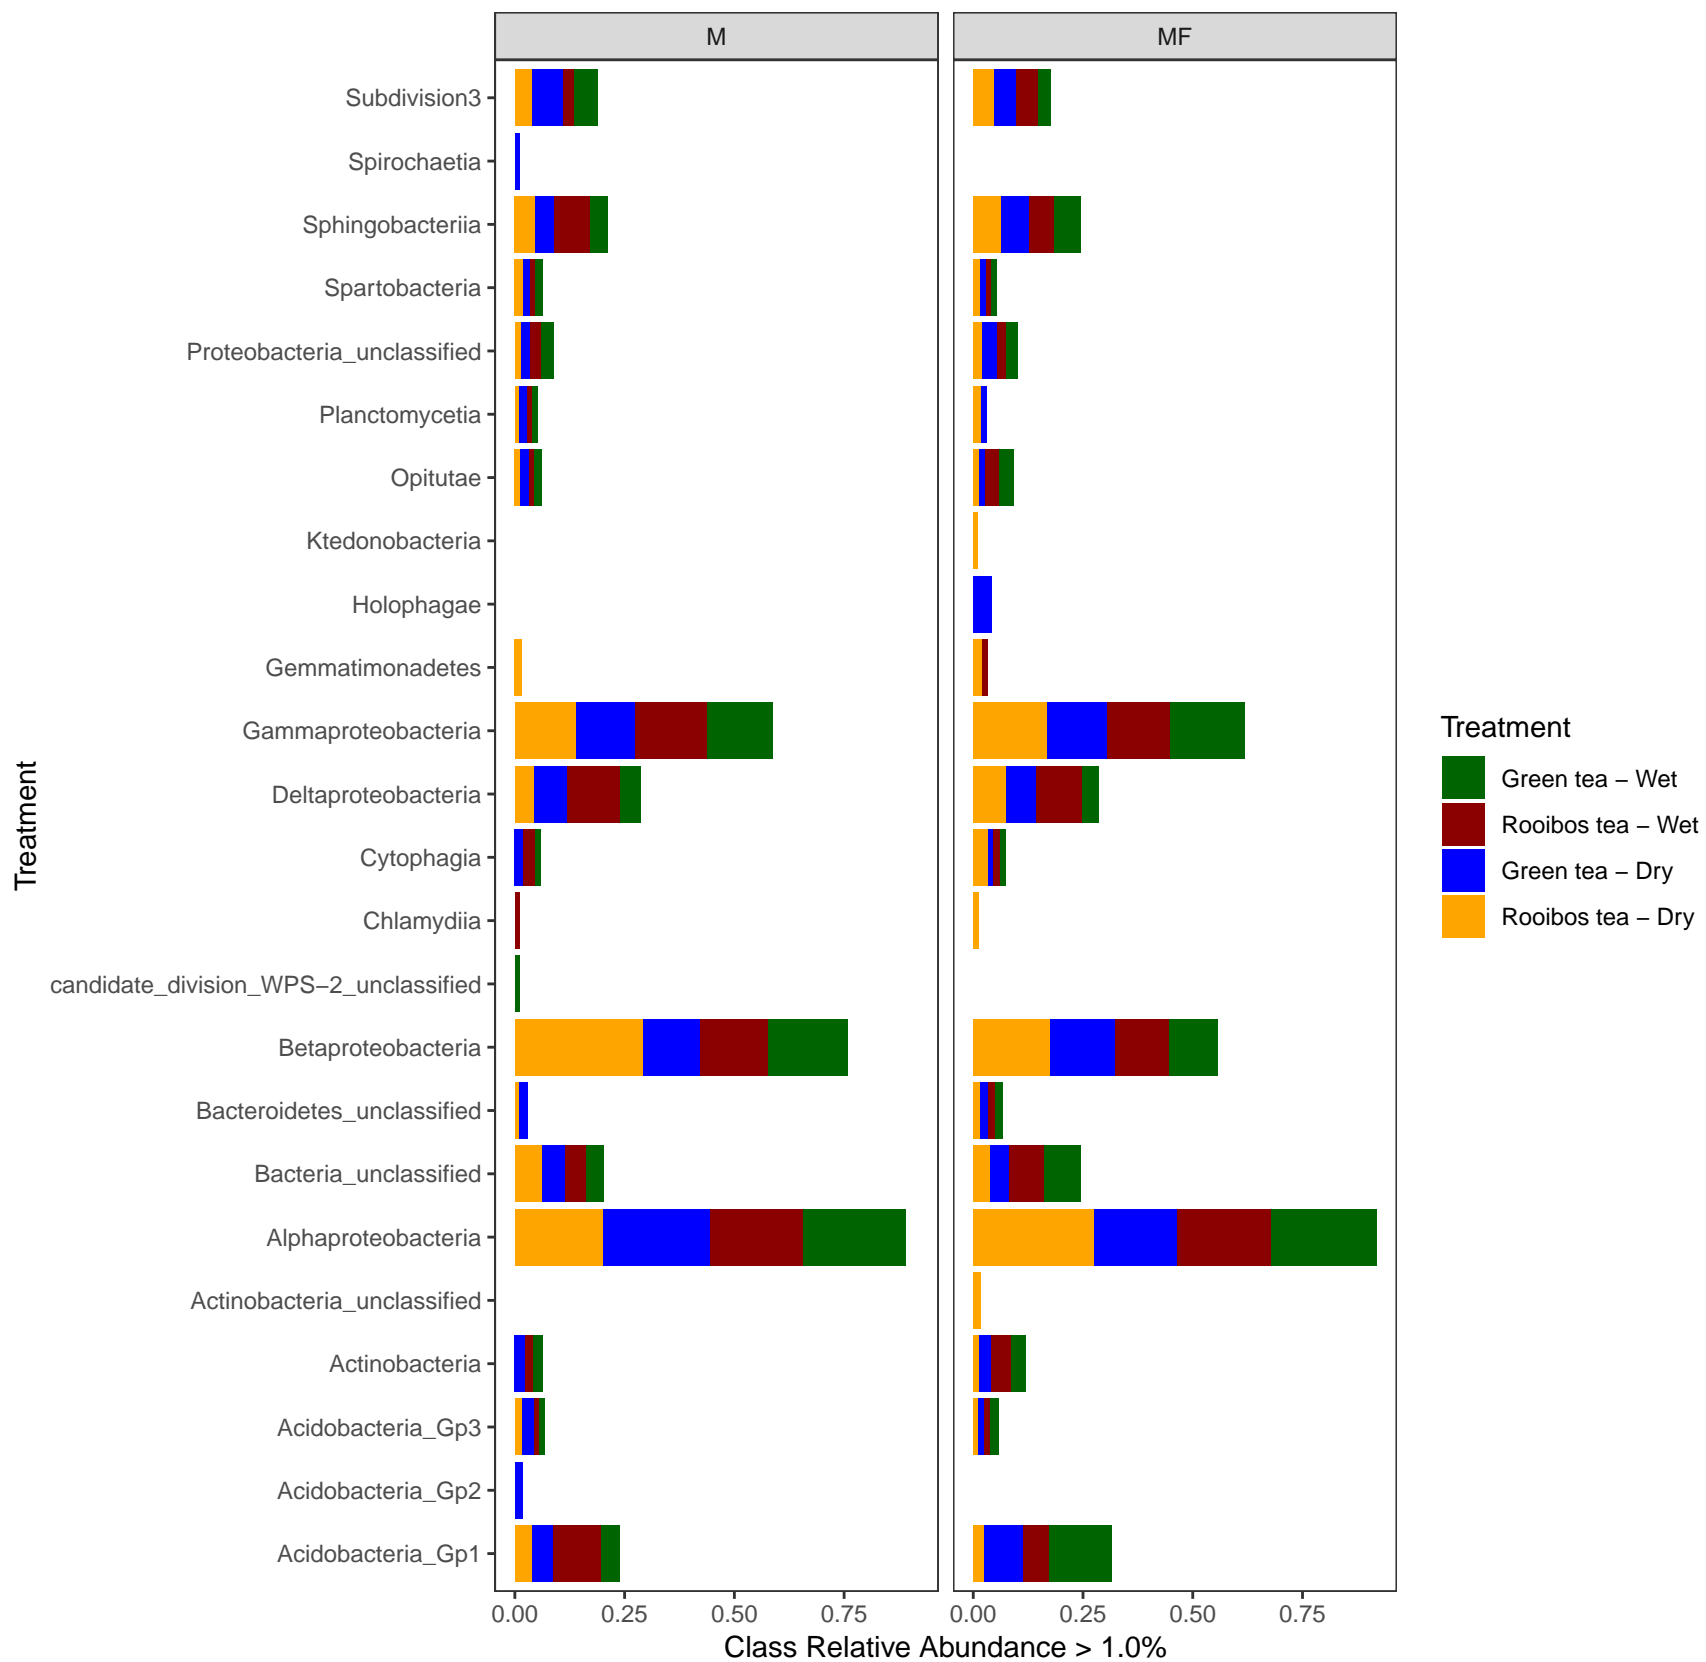 M
MF
Subdivision3
Spirochaetia
Sphingobacteriia
Spartobacteria
Proteobacteria_unclassified
Planctomycetia
Opitutae
Ktedonobacteria
Holophagae
Gemmatimonadetes
Gammaproteobacteria
Deltaproteobacteria
Cytophagia
Chlamydiia
candidate_division_WPS−2_unclassified
Betaproteobacteria
Bacteroidetes_unclassified
Bacteria_unclassified
Alphaproteobacteria
Actinobacteria_unclassified
Actinobacteria
Acidobacteria_Gp3
Acidobacteria_Gp2
Acidobacteria_Gp1
Treatment
0.00 0.25 0.50 0.75
0.00 0.25 0.50 0.75
Class Relative Abundance > 1.0%
Treatment
Green tea − Wet
Rooibos tea − Wet
Green tea − Dry
Rooibos tea − Dry